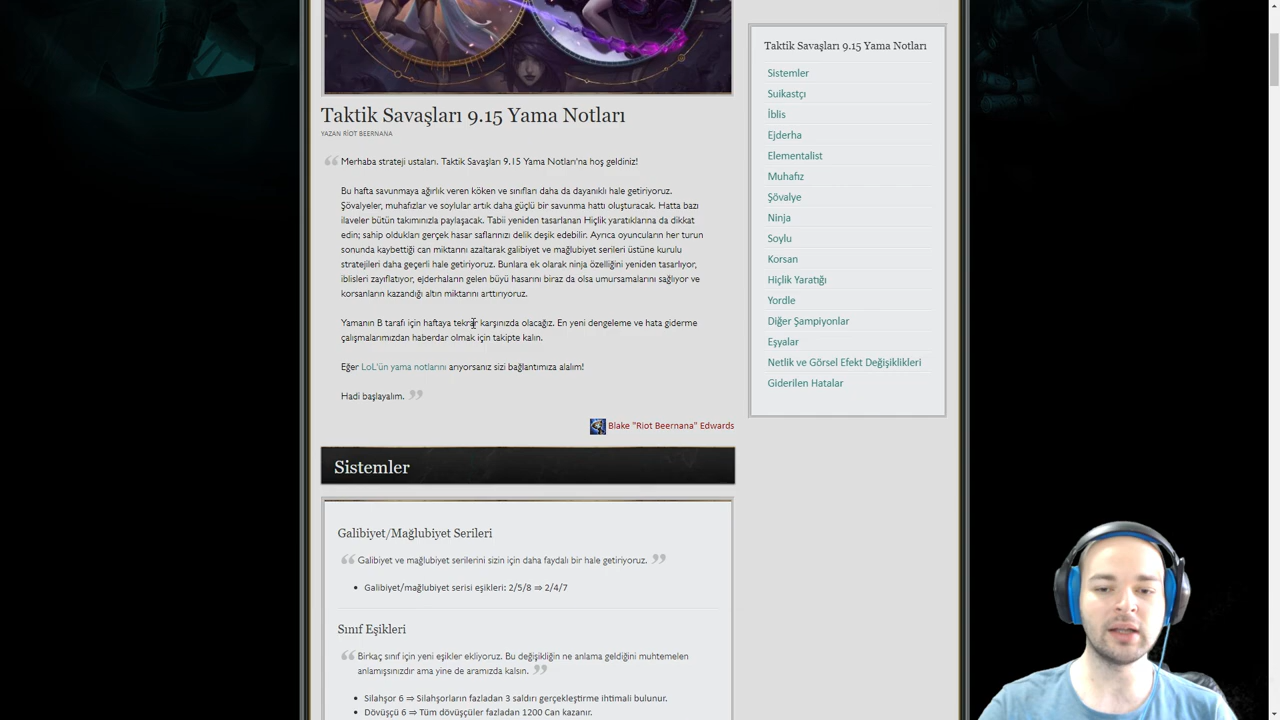 Taktik Savaşları 9.15 Yama Notları
YAZAN RİOT BEERNANA
Merhaba strateji ustaları. Taktik Savaşları 9.15 Yama Notları'na hoş geldiniz!
Bu hafta savunmaya ağırlık veren köken ve sınıfları daha da dayanıklı hale getiriyoruz.
Şövalyeler, muhafızlar ve soylular artık daha güçlü bir savunma hattı oluşturacak. Hatta bazı
ilaveler bütün takımınızla paylaşacak. Tabii yeniden tasarlanan Hiçlik yaratıklarına da dikkat
edin; sahip oldukları gerçek hasar saflarınızı delik deşik edebilir. Ayrıca oyuncuların her turun
sonunda kaybettiği can miktarını azaltarak galibiyet ve mağlubiyet serileri üstüne kurulu
stratejileri daha geçerli hale getiriyoruz. Bunlara ek olarak ninja özelliğini yeniden tasarlıyor,
iblisleri zayıflatıyor, ejderhaların gelen büyü hasarını biraz da olsa umursamalarını sağlıyor ve
korsanların kazandığı altın miktarını arttırıyoruz.
Yamanın B tarafı için haftaya tekrar karşınızda olacağız. En yeni dengeleme ve hata giderme
çalışmalarımızdan haberdar olmak için takipte kalın.
Eğer LoL'ün yama notlarını arıyorsanız sizi bağlantımıza alalım!
Hadi başlayalım.
Blake "Riot Beernana" Edwards
Sistemler
Galibiyet/Mağlubiyet Serileri
Galibiyet ve mağlubiyet serilerini sizin için daha faydalı bir hale getiriyoruz.
• Galibiyet/mağlubiyet serisi eşikleri: 2/5/8 ⇒ 2/4/7
Sınıf Eşikleri
Birkaç sınıf için yeni eşikler ekliyoruz. Bu değişikliğin ne anlama geldiğini muhtemelen
anlamışsınızdır ama yine de aramızda kalsın.
• Silahşor 6 ⇒ Silahşorların fazladan 3 saldırı gerçekleştirme ihtimali bulunur.
• Dövüşçü 6 ⇒ Tüm dövüşçüler fazladan 1200 Can kazanır.
Taktik Savaşları 9.15 Yama Notları
Sistemler
Suikastçı
İblis
Ejderha
Elementalist
Muhafız
Şövalye
Ninja
Soylu
Korsan
Hiçlik Yaratığı
Yordle
Diğer Şampiyonlar
Eşyalar
Netlik ve Görsel Efekt Değişiklikleri
Giderilen Hatalar